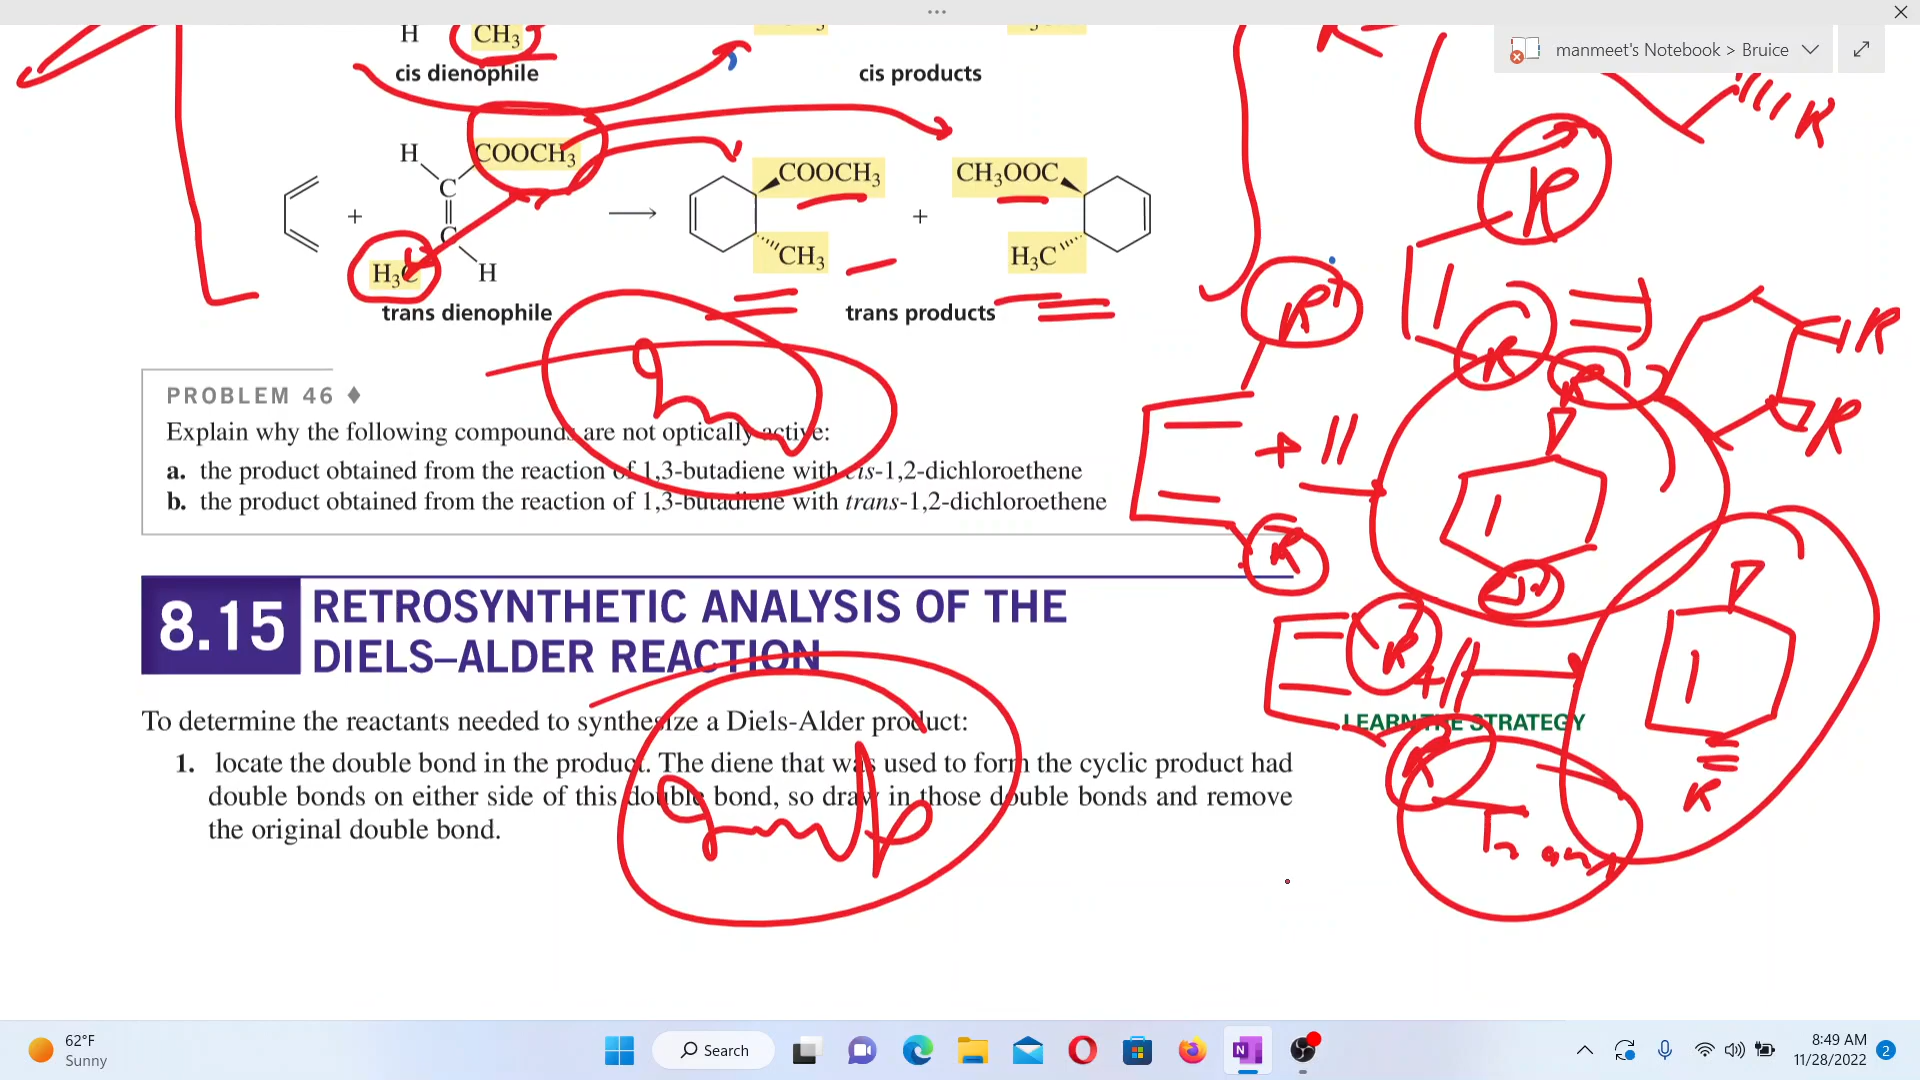 manmeet's Notebook > Bruice
H CH3
cis dienophile
cis products
H COOCH3
C
C
H3C H
+
COOCH3
CH3
+
CH3OOC
H3C
trans dienophile
trans products
R
R
R
R
R
R
R
R
R
R
+
+
PROBLEM 46 ♦
Explain why the following compounds are not optically active:
a. the product obtained from the reaction of 1,3-butadiene with cis-1,2-dichloroethene
b. the product obtained from the reaction of 1,3-butadiene with trans-1,2-dichloroethene
8.15 RETROSYNTHETIC ANALYSIS OF THE
DIELS–ALDER REACTION
To determine the reactants needed to synthesize a Diels-Alder product:
LEARN THE STRATEGY
1. locate the double bond in the product. The diene that was used to form the cyclic product had
double bonds on either side of this double bond, so draw in those double bonds and remove
the original double bond.
62°F
Sunny
Search
8:49 AM
11/28/2022
2